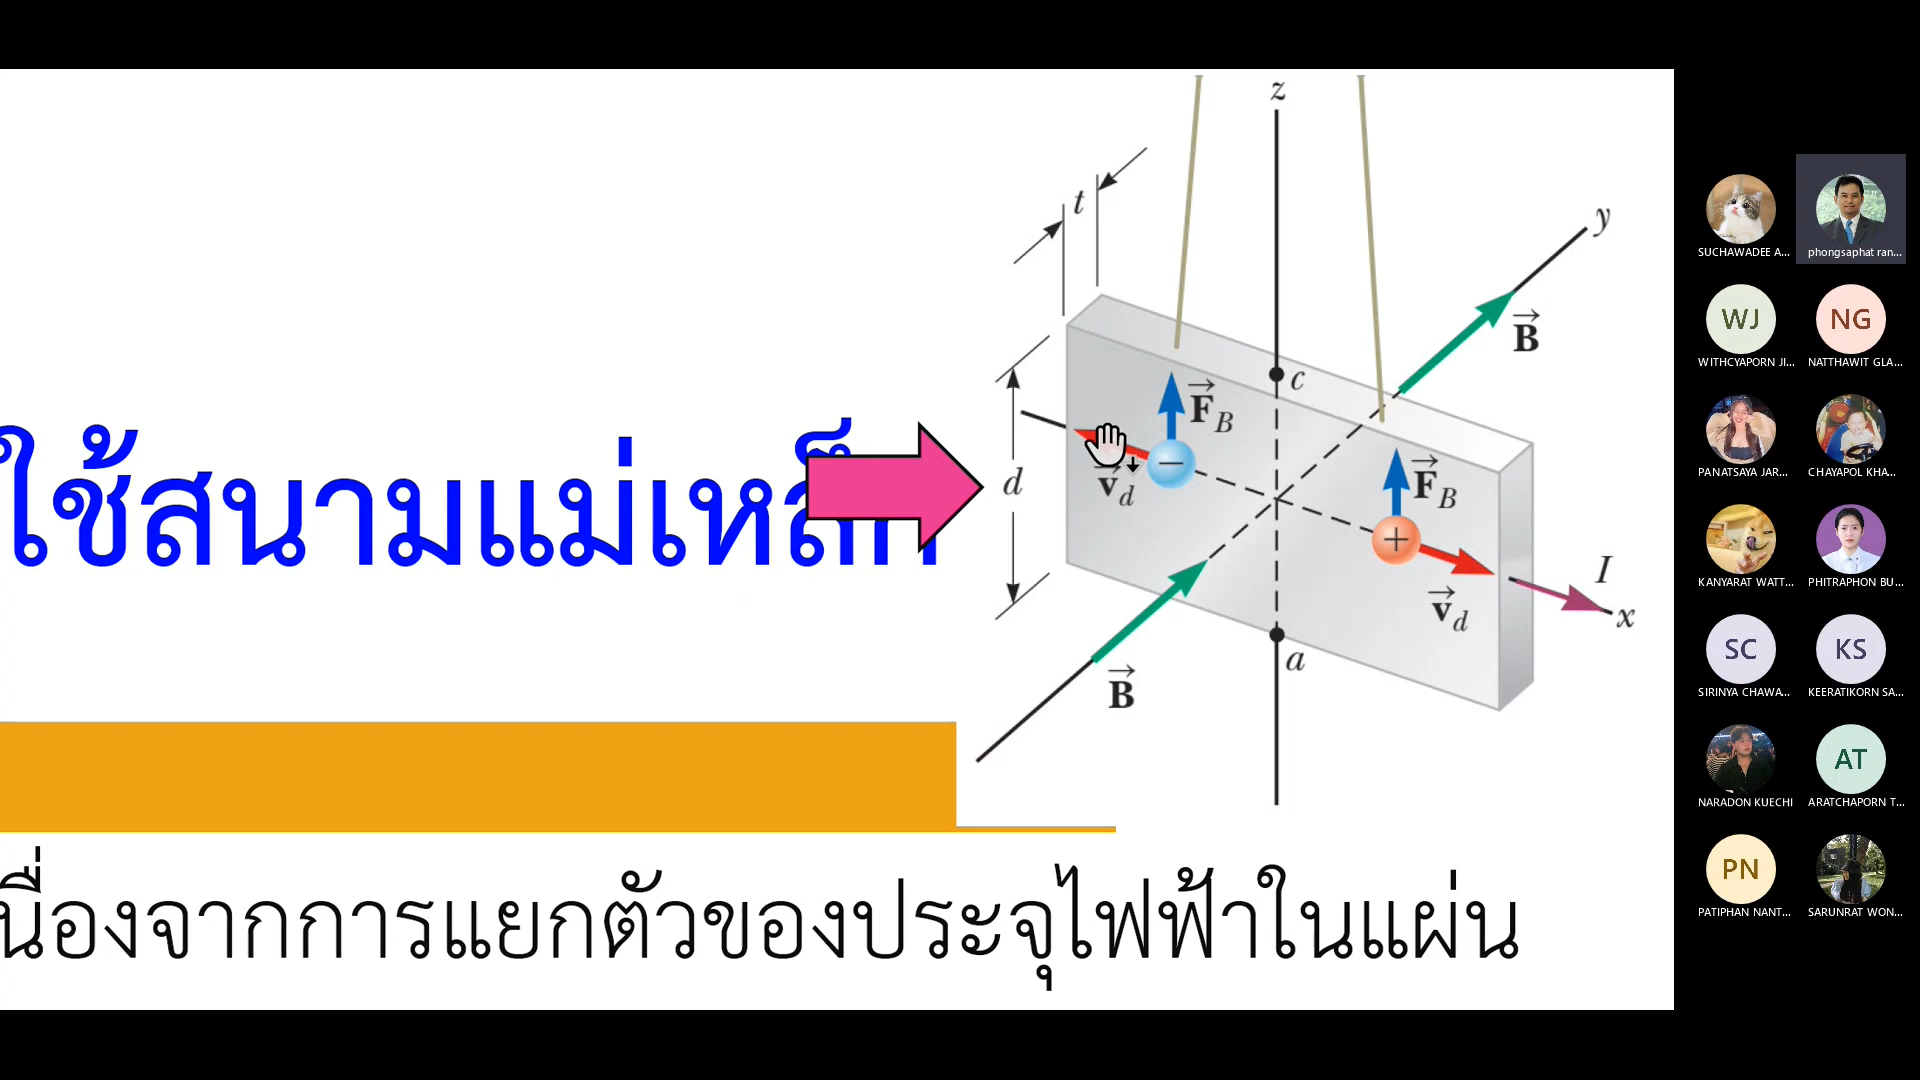 z
t
y
B
c
F B
F B
d
v d
ใช้สนามแม่เหล็ก
I
v d
x
a
B
นื่องจากการแยกตัวของประจุไฟฟ้าในแผ่น
SUCHAWADEE A...
phongsaphat ran...
WJ
NG
WITHCYAPORN JI...
NATTHAWIT GLA...
PANATSAYA JAR...
CHAYAPOL KHA...
KANYARAT WATT...
PHITRAPHON BU...
SC
KS
SIRINYA CHAWA...
KEERATIKORN SA...
AT
NARADON KUECHI
ARATCHAPORN T...
PN
PATIPHAN NANT...
SARUNRAT WON...